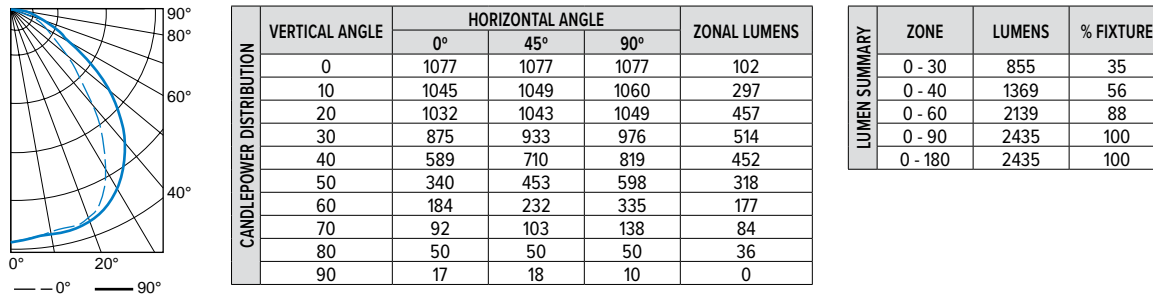 90°
80°
60°
40°
0° 20°
0° 90°
CANDLEPOWER DISTRIBUTION
VERTICAL ANGLE HORIZONTAL ANGLE ZONAL LUMENS
0° 45° 90°
0 1077 1077 1077 102
10 1045 1049 1060 297
20 1032 1043 1049 457
30 875 933 976 514
40 589 710 819 452
50 340 453 598 318
60 184 232 335 177
70 92 103 138 84
80 50 50 50 36
90 17 18 10 0
LUMEN SUMMARY
ZONE LUMENS % FIXTURE
0 - 30 855 35
0 - 40 1369 56
0 - 60 2139 88
0 - 90 2435 100
0 - 180 2435 100